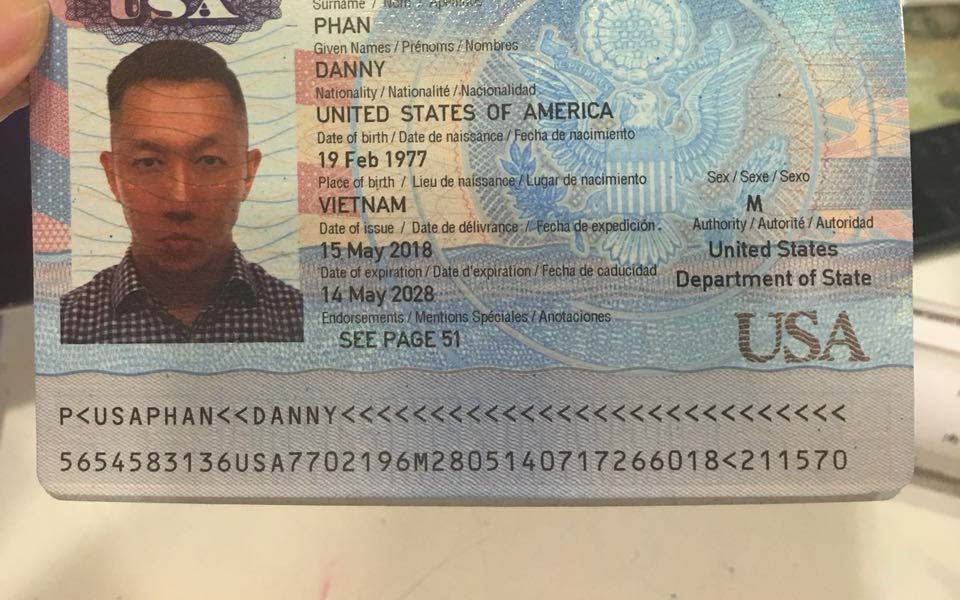 USA
Surname / Nom / Apellidos
PHAN
Given Names / Prénoms / Nombres
DANNY
Nationality / Nationalité / Nacionalidad
UNITED STATES OF AMERICA
Date of birth / Date de naissance / Fecha de nacimiento
19 Feb 1977
Place of birth / Lieu de naissance / Lugar de nacimiento
Sex / Sexe / Sexo
VIETNAM
M
Date of issue / Date de délivrance / Fecha de expedición
Authority / Autorité / Autoridad
15 May 2018
United States
Date of expiration / Date d'expiration / Fecha de caducidad
Department of State
14 May 2028
Endorsements / Mentions Spéciales / Anotaciones
SEE PAGE 51
USA
P<USAPHAN<<DANNY<<<<<<<<<<<<<<<<<<<<<<<<<<<<
5654583136USA7702196M2805140717266018<211570